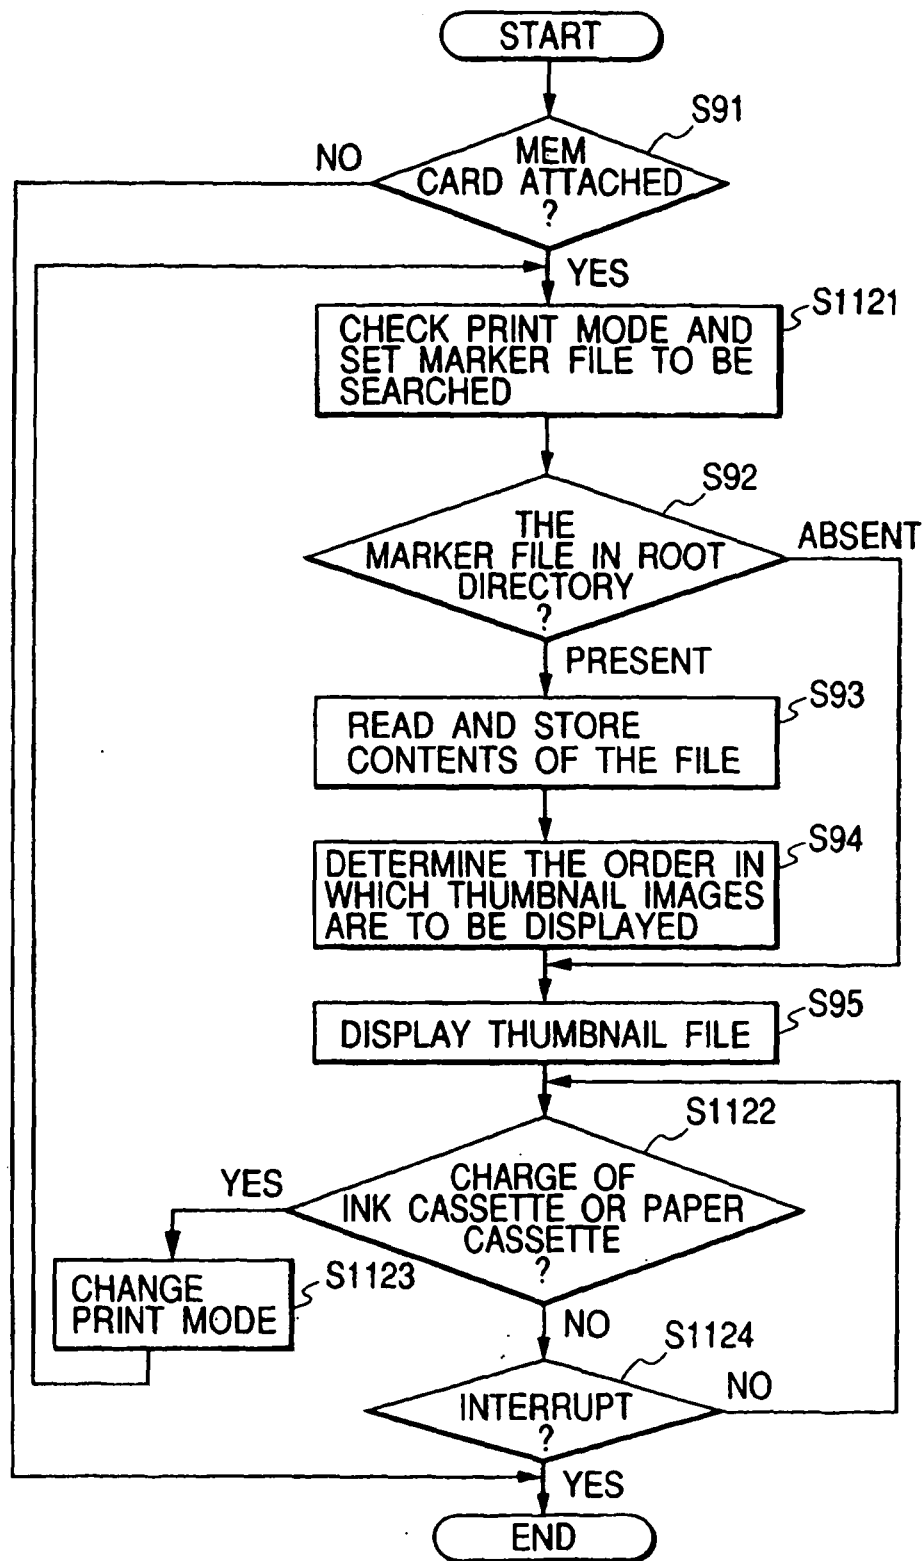 START
S91
NO
MEM
CARD ATTACHED
?
YES
S1121
CHECK PRINT MODE AND
SET MARKER FILE TO BE
SEARCHED
S92
THE
MARKER FILE IN ROOT
DIRECTORY
?
ABSENT
PRESENT
S93
READ AND STORE
CONTENTS OF THE FILE
S94
DETERMINE THE ORDER IN
WHICH THUMBNAIL IMAGES
ARE TO BE DISPLAYED
S95
DISPLAY THUMBNAIL FILE
S1122
YES
CHARGE OF
INK CASSETTE OR PAPER
CASSETTE
?
S1123
CHANGE
PRINT MODE
NO
S1124
INTERRUPT
?
NO
YES
END